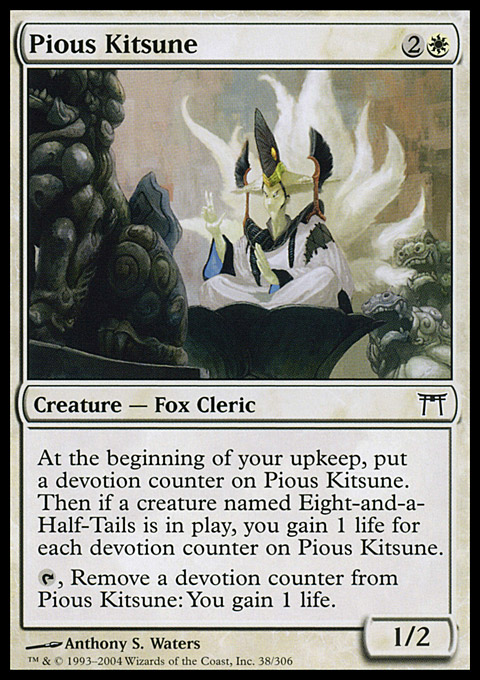 Pious Kitsune 2
Creature — Fox Cleric
At the beginning of your upkeep, put
a devotion counter on Pious Kitsune.
Then if a creature named Eight-and-a-
Half-Tails is in play, you gain 1 life for
each devotion counter on Pious Kitsune.
, Remove a devotion counter from
Pious Kitsune: You gain 1 life.
Anthony S. Waters
1/2
™ & © 1993–2004 Wizards of the Coast, Inc. 38/306